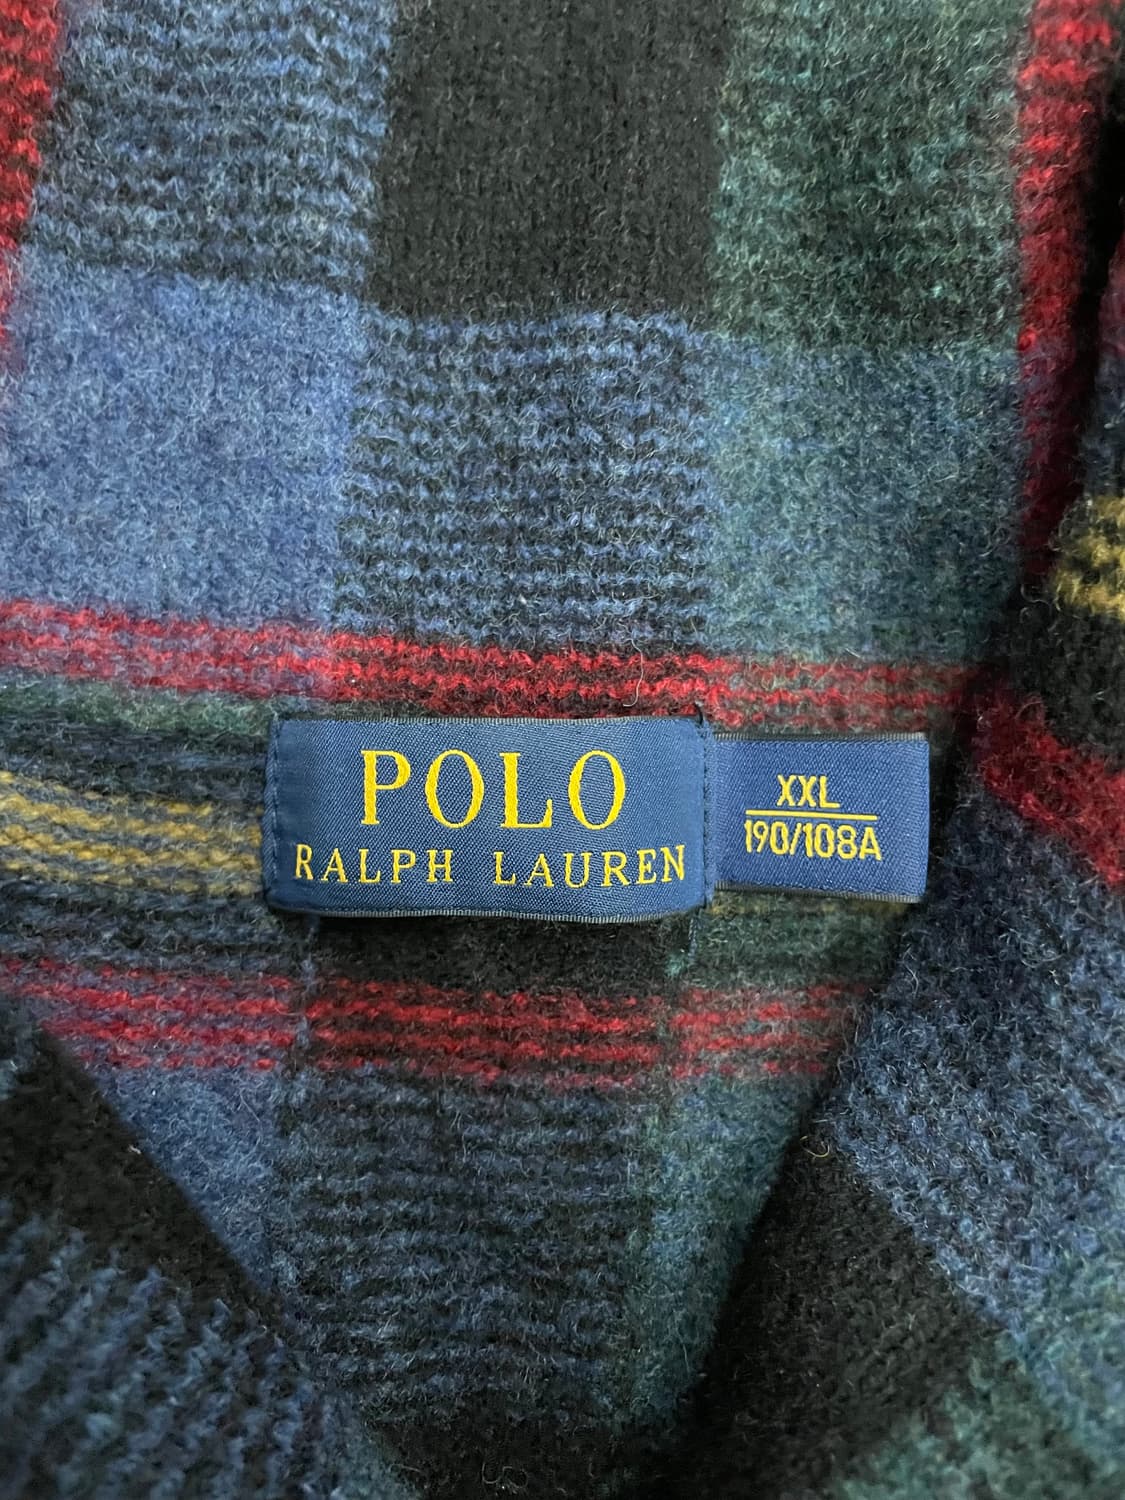 POLO
RALPH LAUREN
XXL
190/108A